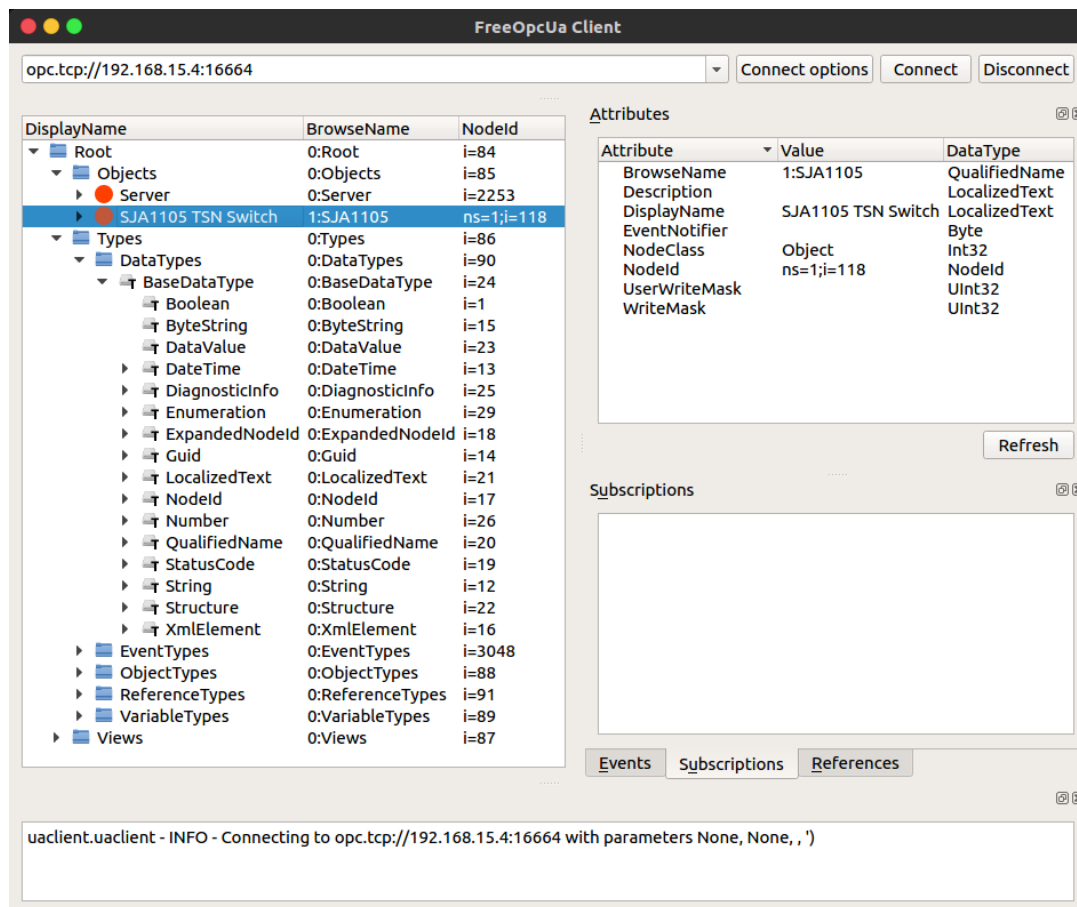 FreeOpcUa Client
opc.tcp://192.168.15.4:16664
Connect options
Connect
Disconnect
DisplayName BrowseName NodeId
Root 0:Root i=84
Objects 0:Objects i=85
Server 0:Server i=2253
SJA1105 TSN Switch 1:SJA1105 ns=1;i=118
Types 0:Types i=86
DataTypes 0:DataTypes i=90
BaseDataType 0:BaseDataType i=24
Boolean 0:Boolean i=1
ByteString 0:ByteString i=15
DataValue 0:DataValue i=23
DateTime 0:DateTime i=13
DiagnosticInfo 0:DiagnosticInfo i=25
Enumeration 0:Enumeration i=29
ExpandedNodeId 0:ExpandedNodeId i=18
Guid 0:Guid i=14
LocalizedText 0:LocalizedText i=21
NodeId 0:NodeId i=17
Number 0:Number i=26
QualifiedName 0:QualifiedName i=20
StatusCode 0:StatusCode i=19
String 0:String i=12
Structure 0:Structure i=22
XmlElement 0:XmlElement i=16
EventTypes 0:EventTypes i=3048
ObjectTypes 0:ObjectTypes i=88
ReferenceTypes 0:ReferenceTypes i=91
VariableTypes 0:VariableTypes i=89
Views 0:Views i=87
Attributes
Attribute Value DataType
BrowseName 1:SJA1105 QualifiedName
Description LocalizedText
DisplayName SJA1105 TSN Switch LocalizedText
EventNotifier Byte
NodeClass Object Int32
NodeId ns=1;i=118 NodeId
UserWriteMask UInt32
WriteMask UInt32
Refresh
Subscriptions
Events
Subscriptions
References
uaclient.uaclient - INFO - Connecting to opc.tcp://192.168.15.4:16664 with parameters None, None, , ')